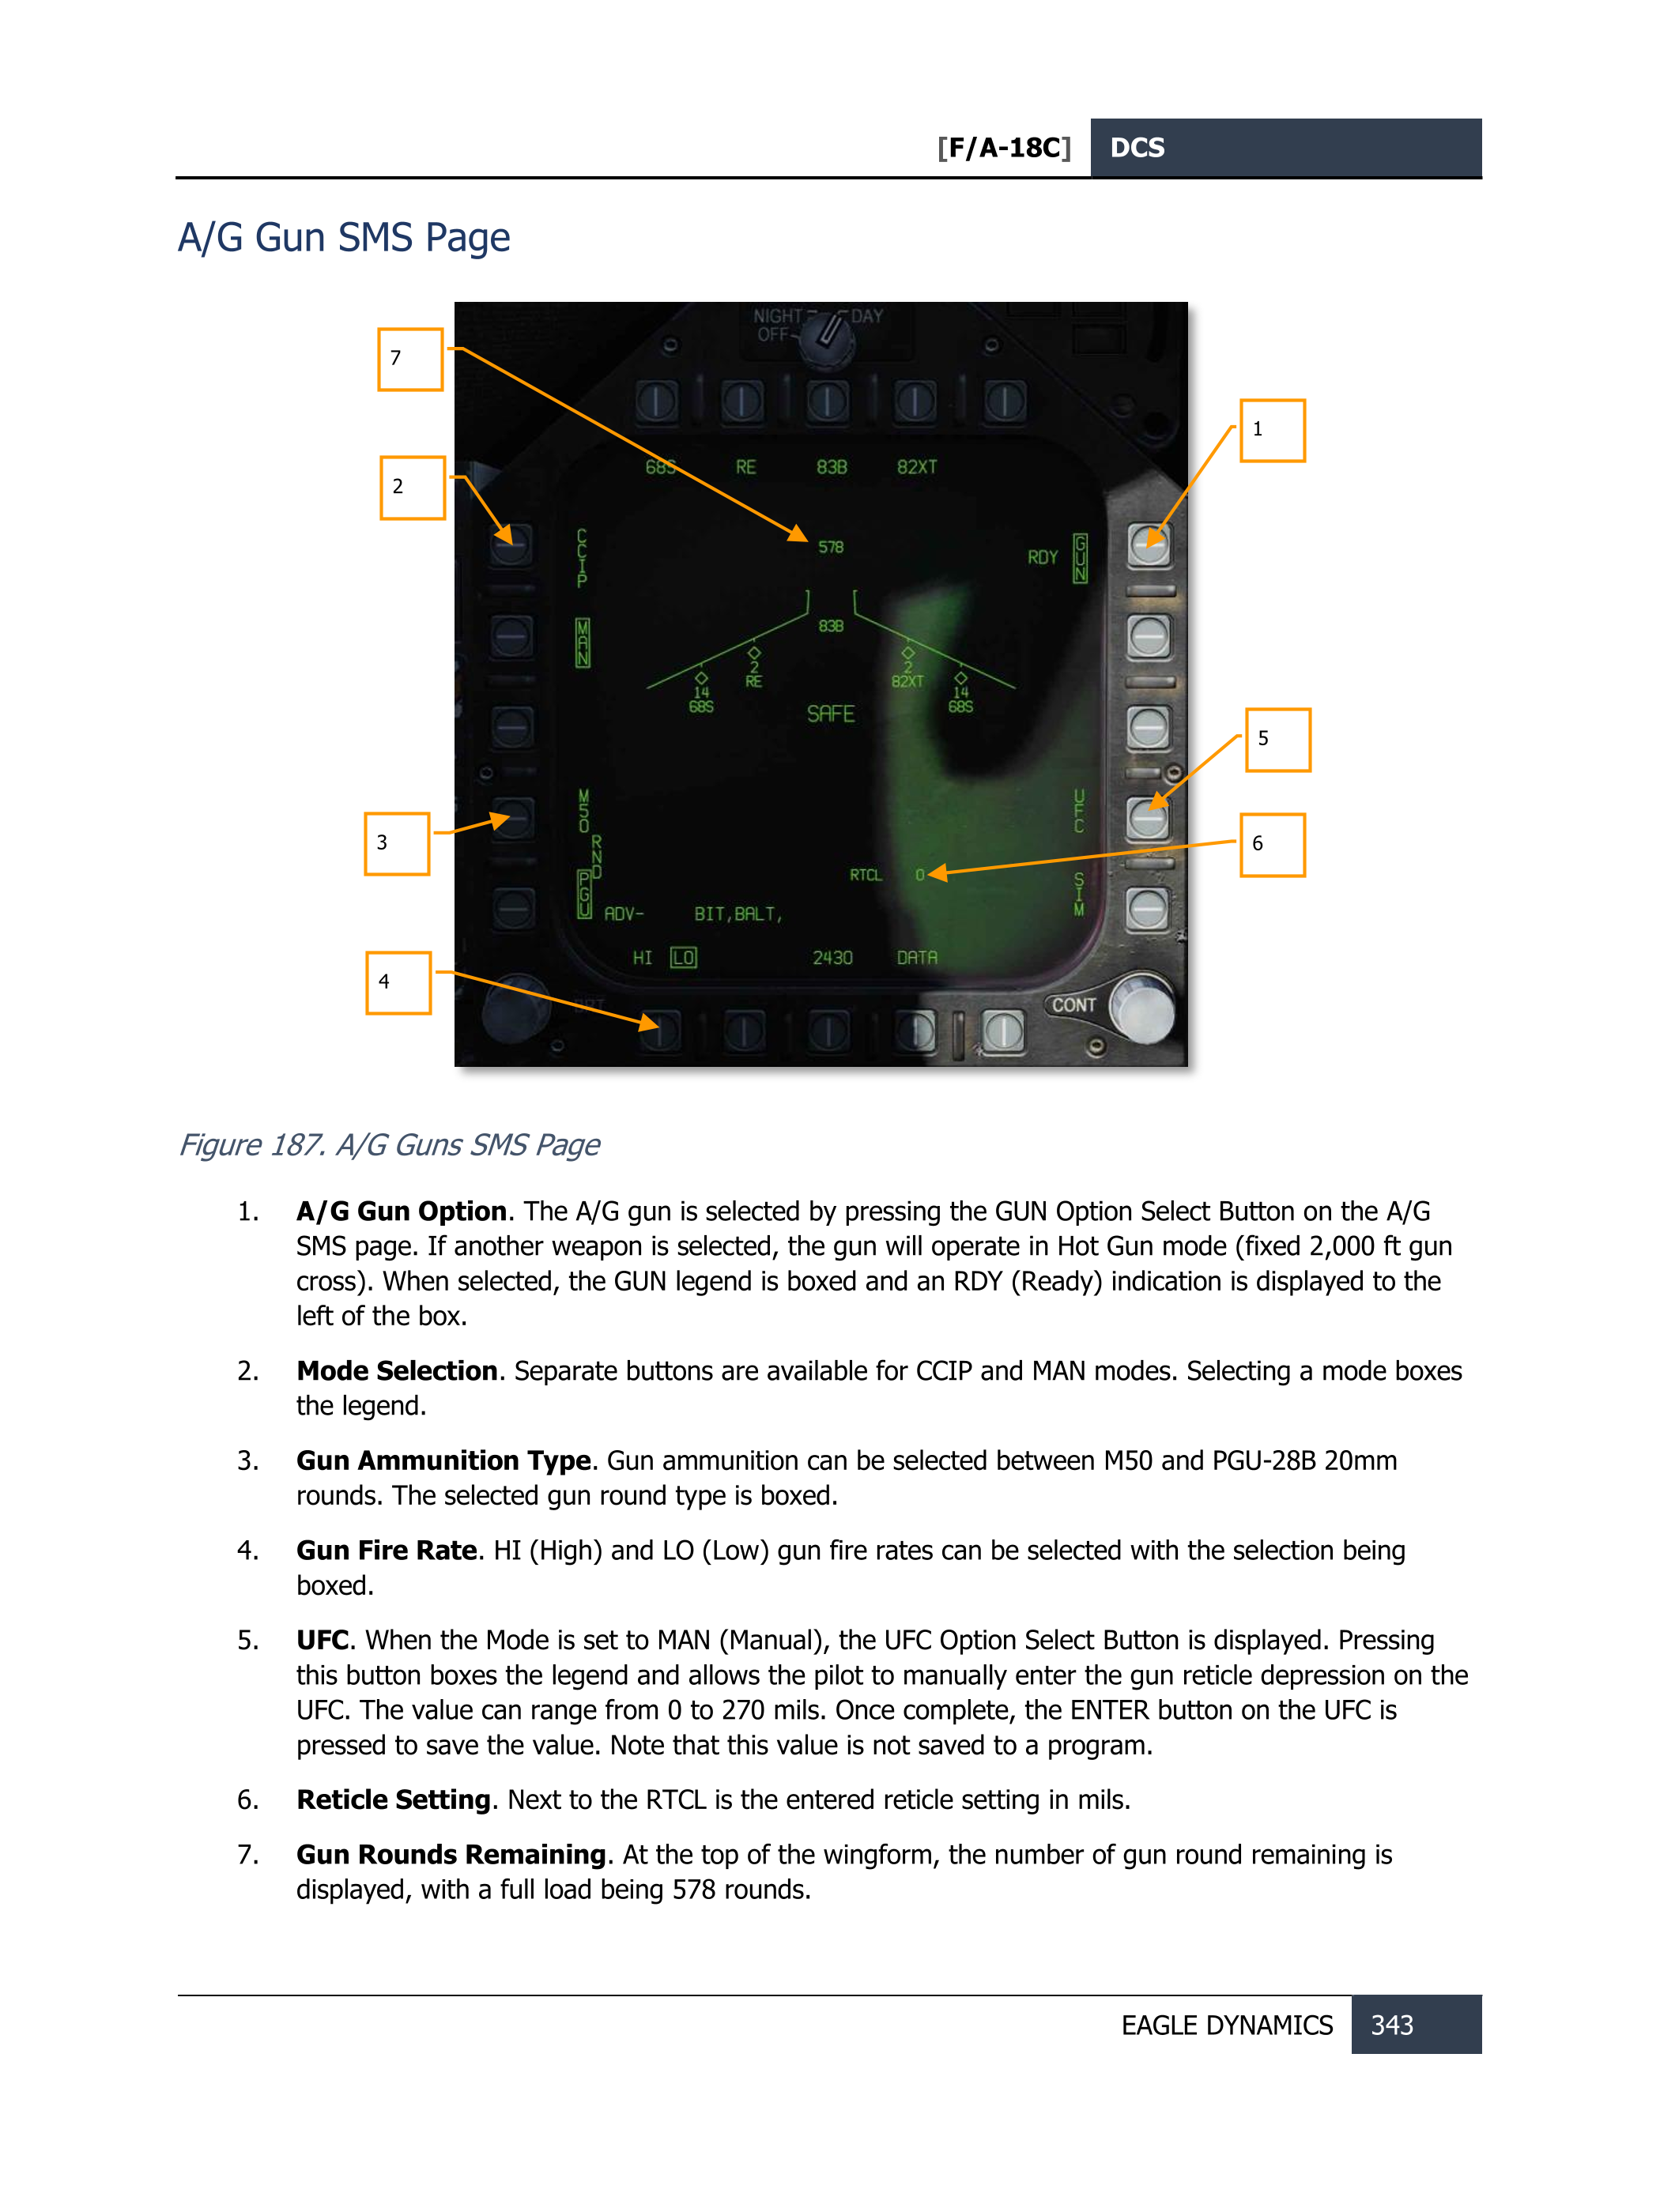 [F/A-18C] DCS
A/G Gun SMS Page
NIGHT DAY
OFF
7
1
68S RE 83B 82XT
2
CCIP
578
RDY GUN
MAN
83B
2
RE
2
82XT
14
68S
14
68S
SAFE
5
M50
UFC
3
RND
6
PGU
RTCL 0
SIM
ADV- BIT,BALT,
HI LO 2430 DATA
4
BRT
CONT
Figure 187. A/G Guns SMS Page
1. A/G Gun Option. The A/G gun is selected by pressing the GUN Option Select Button on the A/G
SMS page. If another weapon is selected, the gun will operate in Hot Gun mode (fixed 2,000 ft gun
cross). When selected, the GUN legend is boxed and an RDY (Ready) indication is displayed to the
left of the box.
2. Mode Selection. Separate buttons are available for CCIP and MAN modes. Selecting a mode boxes
the legend.
3. Gun Ammunition Type. Gun ammunition can be selected between M50 and PGU-28B 20mm
rounds. The selected gun round type is boxed.
4. Gun Fire Rate. HI (High) and LO (Low) gun fire rates can be selected with the selection being
boxed.
5. UFC. When the Mode is set to MAN (Manual), the UFC Option Select Button is displayed. Pressing
this button boxes the legend and allows the pilot to manually enter the gun reticle depression on the
UFC. The value can range from 0 to 270 mils. Once complete, the ENTER button on the UFC is
pressed to save the value. Note that this value is not saved to a program.
6. Reticle Setting. Next to the RTCL is the entered reticle setting in mils.
7. Gun Rounds Remaining. At the top of the wingform, the number of gun round remaining is
displayed, with a full load being 578 rounds.
EAGLE DYNAMICS 343